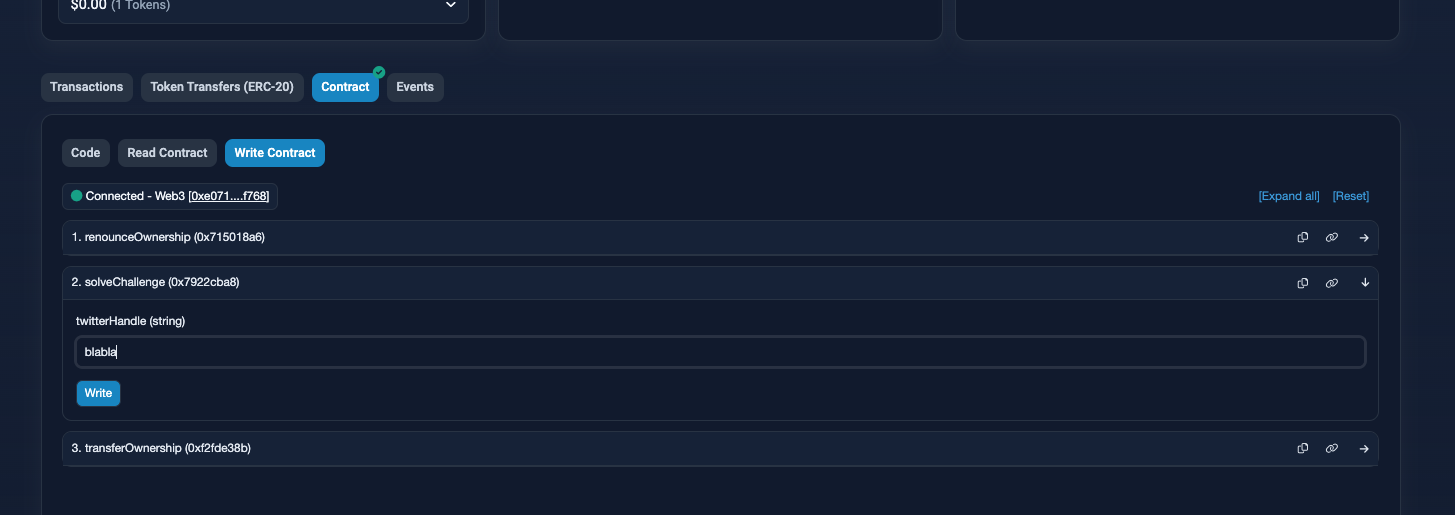 $0.00 (1 Tokens)
Transactions Token Transfers (ERC-20) Contract Events
Code Read Contract Write Contract
Connected - Web3 [0xe071....f768] [Expand all] [Reset]
1. renounceOwnership (0x715018a6)
2. solveChallenge (0x7922cba8)
twitterHandle (string)
blabla
Write
3. transferOwnership (0xf2fde38b)